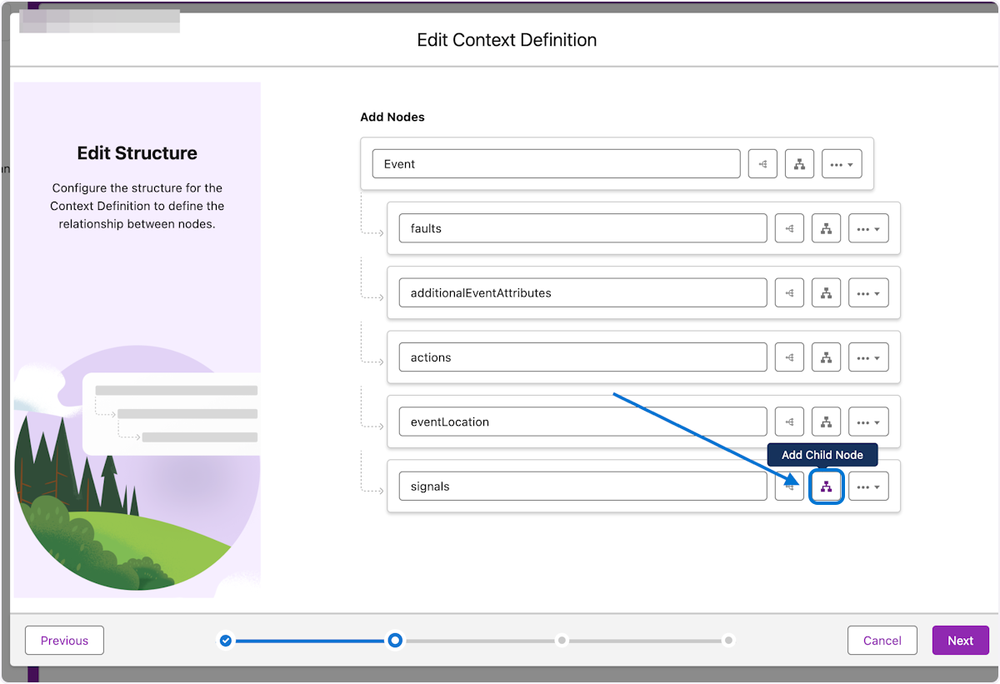 Edit Context Definition
Edit Structure
Configure the structure for the
Context Definition to define the
relationship between nodes.
Add Nodes
Event
faults
additionalEventAttributes
actions
eventLocation
Add Child Node
signals
Previous
Cancel
Next